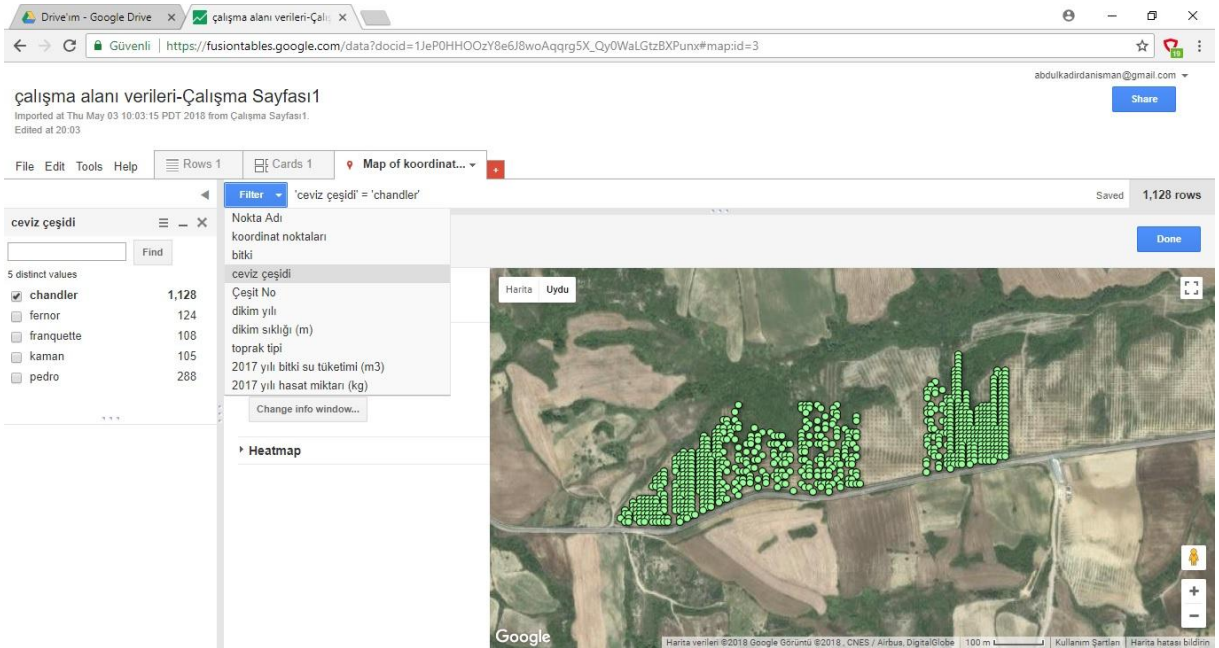 Drive'ım - Google Drive
çalışma alanı verileri-Çalış
Güvenli https://fusiontables.google.com/data?docid=1JeP0HHOOzY8e6J8woAqqrg5X_Qy0WaLGtzBXPunx#map:id=3
19
abdulkadirdanisman@gmail.com
çalışma alanı verileri-Çalışma Sayfası1
Share
Imported at Thu May 03 10:03:15 PDT 2018 from Çalışma Sayfası1.
Edited at 20:03
File Edit Tools Help Rows 1 Cards 1 Map of koordinat...
Filter 'ceviz çeşidi' = 'chandler' Saved 1,128 rows
ceviz çeşidi
Find
5 distinct values
chandler 1,128
fernor 124
franquette 108
kaman 105
pedro 288
Nokta Adı
koordinat noktaları
bitki
ceviz çeşidi
Çeşit No
dikim yılı
dikim sıklığı (m)
toprak tipi
2017 yılı bitki su tüketimi (m3)
2017 yılı hasat miktarı (kg)
Change info window...
Heatmap
Done
Harita Uydu
Google
Harita verileri ©2018 Google Görüntü ©2018 , CNES / Airbus, DigitalGlobe 100 m Kullanım Şartları Harita hatası bildirin